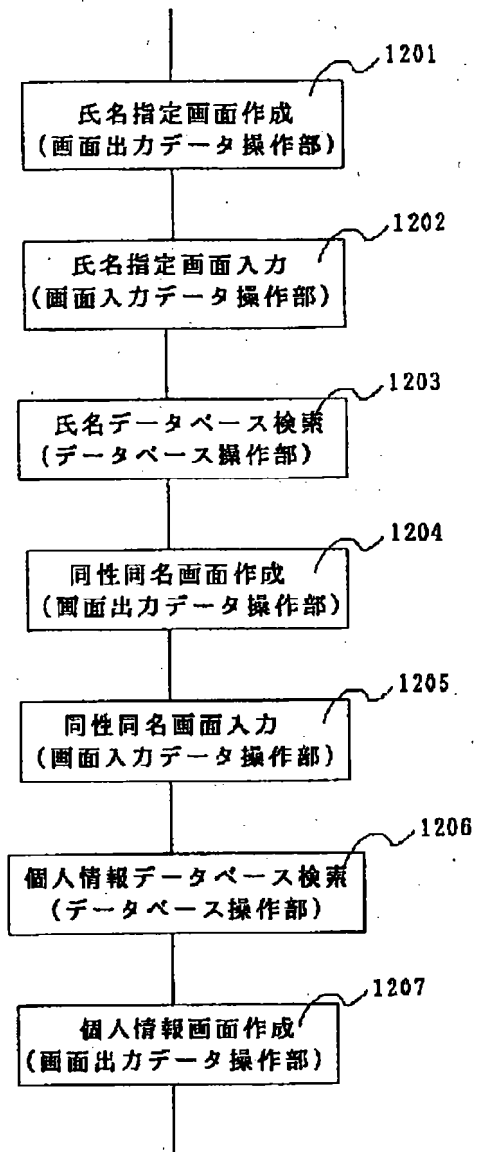 1201
氏名指定画面作成
(画面出力データ操作部)
1202
氏名指定画面入力
(画面入力データ操作部)
1203
氏名データベース検索
(データベース操作部)
1204
同性同名画面作成
(画面出力データ操作部)
1205
同性同名画面入力
(画面入力データ操作部)
1206
個人情報データベース検索
(データベース操作部)
1207
個人情報画面作成
(画面出力データ操作部)